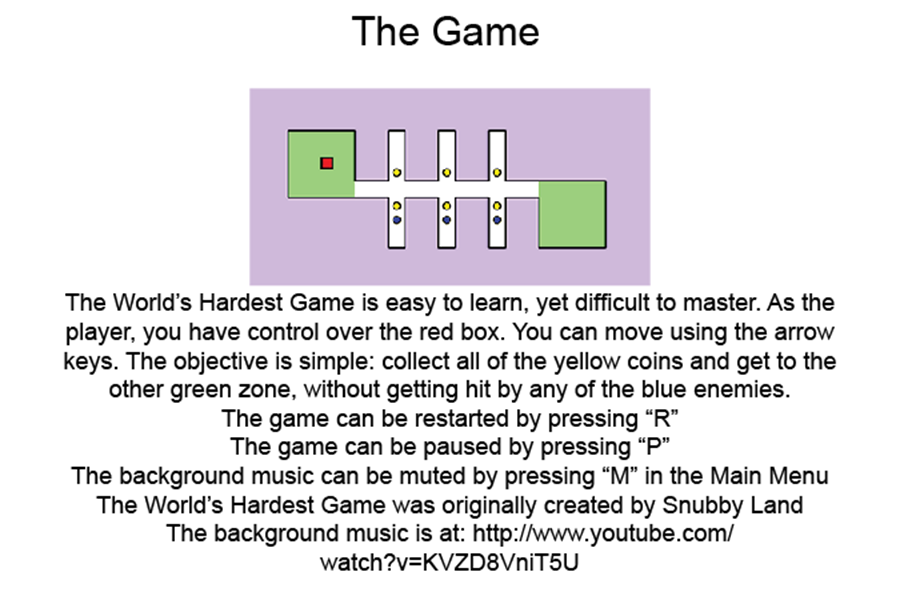 The Game
The World’s Hardest Game is easy to learn, yet difficult to master. As the
player, you have control over the red box. You can move using the arrow
keys. The objective is simple: collect all of the yellow coins and get to the
other green zone, without getting hit by any of the blue enemies.
The game can be restarted by pressing “R”
The game can be paused by pressing “P”
The background music can be muted by pressing “M” in the Main Menu
The World’s Hardest Game was originally created by Snubby Land
The background music is at: http://www.youtube.com/
watch?v=KVZD8VniT5U